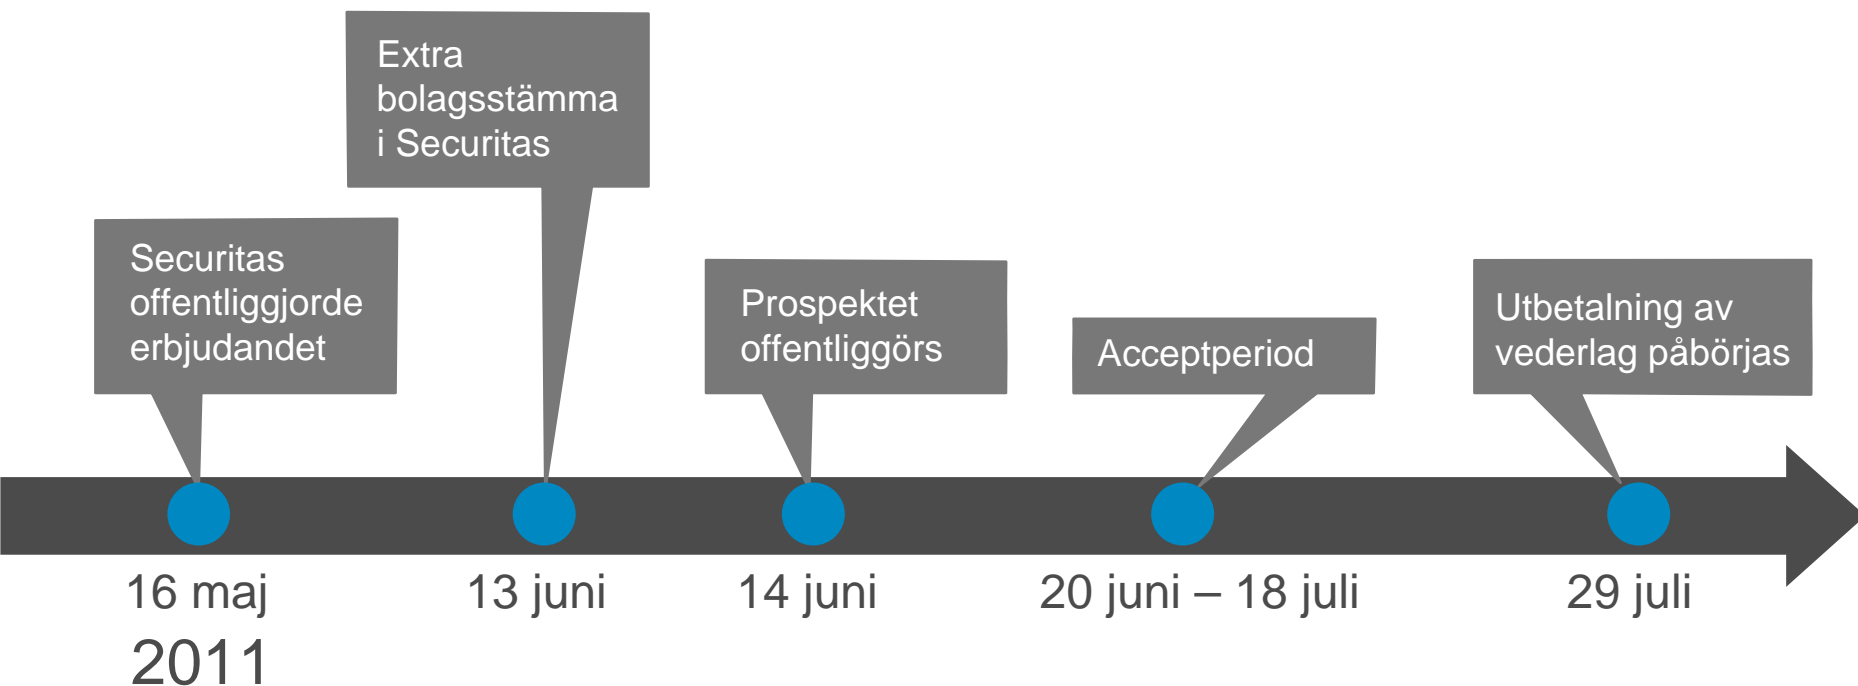 Extra
bolagsstämma
i Securitas
Securitas
offentliggjorde
erbjudandet
Prospektet
offentliggörs
Acceptperiod
Utbetalning av
vederlag påbörjas
16 maj
13 juni
14 juni
20 juni – 18 juli
29 juli
2011